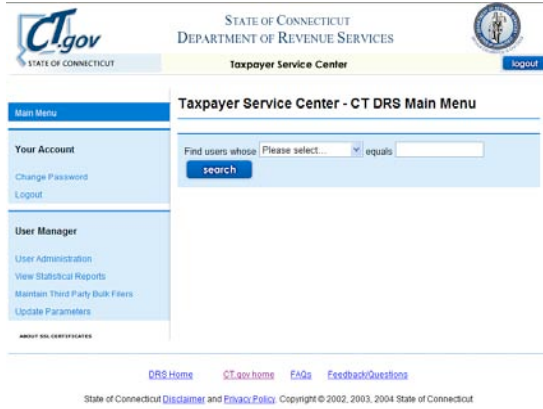 CT.gov
STATE OF CONNECTICUT
STATE OF CONNECTICUT
DEPARTMENT OF REVENUE SERVICES
Taxpayer Service Center
logout
Main Menu
Your Account
Change Password
Logout
User Manager
User Administration
View Statistical Reports
Maintain Third Party Bulk Filers
Update Parameters
ABOUT SSL CERTIFICATES
Taxpayer Service Center - CT DRS Main Menu
Find users whose Please select... equals
search
DRS Home CT.gov home FAQs Feedback/Questions
State of Connecticut Disclaimer and Privacy Policy. Copyright © 2002, 2003, 2004 State of Connecticut